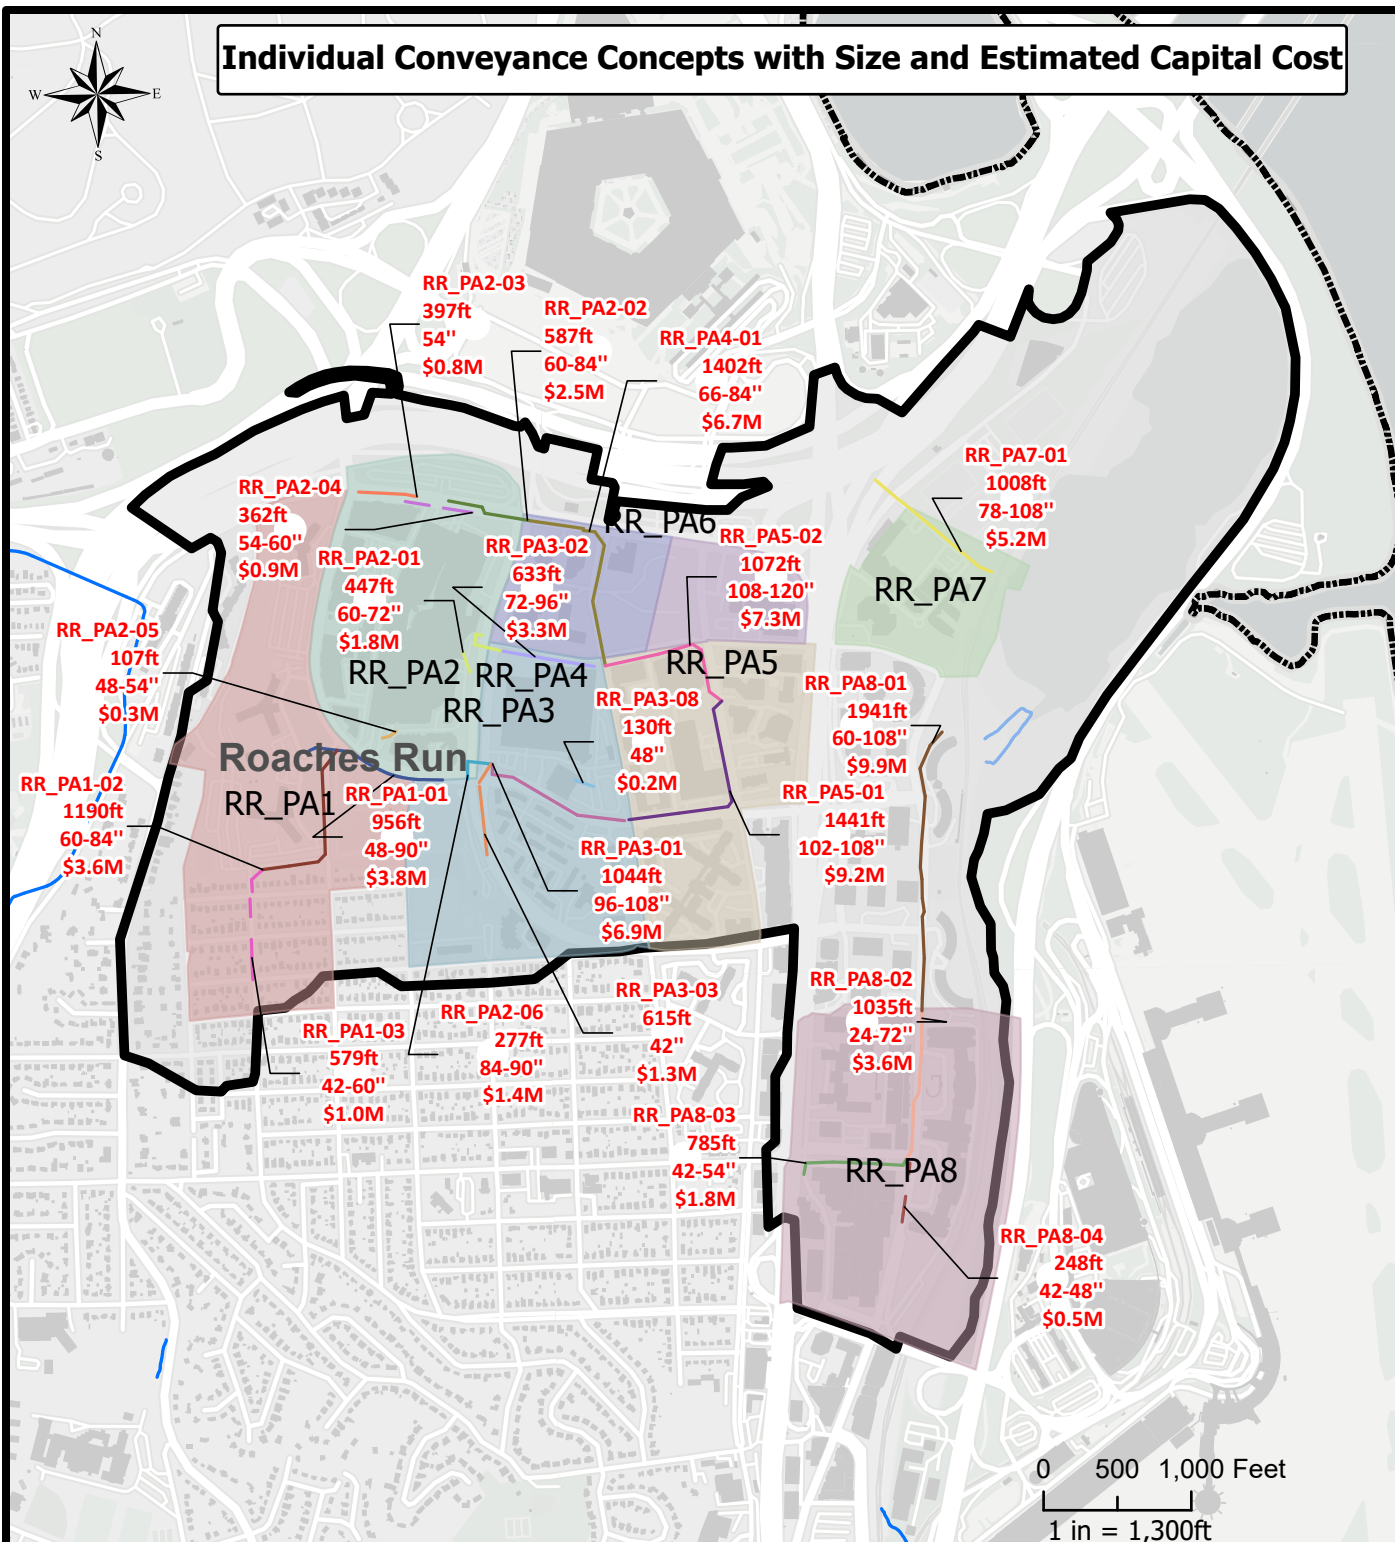 Individual Conveyance Concepts with Size and Estimated Capital Cost
N
W
E
S
RR_PA2-03
397ft
54''
$0.8M
RR_PA2-02
587ft
60-84''
$2.5M
RR_PA4-01
1402ft
66-84''
$6.7M
RR_PA7-01
1008ft
78-108''
$5.2M
RR_PA2-04
362ft
54-60''
$0.9M
RR_PA6
RR_PA5-02
1072ft
108-120''
$7.3M
RR_PA2-01
447ft
60-72''
$1.8M
RR_PA3-02
633ft
72-96''
$3.3M
RR_PA7
RR_PA2-05
107ft
48-54''
$0.3M
RR_PA2
RR_PA4
RR_PA5
RR_PA3
RR_PA3-08
130ft
48''
$0.2M
RR_PA8-01
1941ft
60-108''
$9.9M
Roaches Run
RR_PA1-02
1190ft
60-84''
$3.6M
RR_PA1
RR_PA1-01
956ft
48-90''
$3.8M
RR_PA5-01
1441ft
102-108''
$9.2M
RR_PA3-01
1044ft
96-108''
$6.9M
RR_PA8-02
1035ft
24-72''
$3.6M
RR_PA3-03
615ft
42''
$1.3M
RR_PA2-06
277ft
84-90''
$1.4M
RR_PA1-03
579ft
42-60''
$1.0M
RR_PA8-03
785ft
42-54''
$1.8M
RR_PA8
RR_PA8-04
248ft
42-48''
$0.5M
0 500 1,000 Feet
1 in = 1,300ft